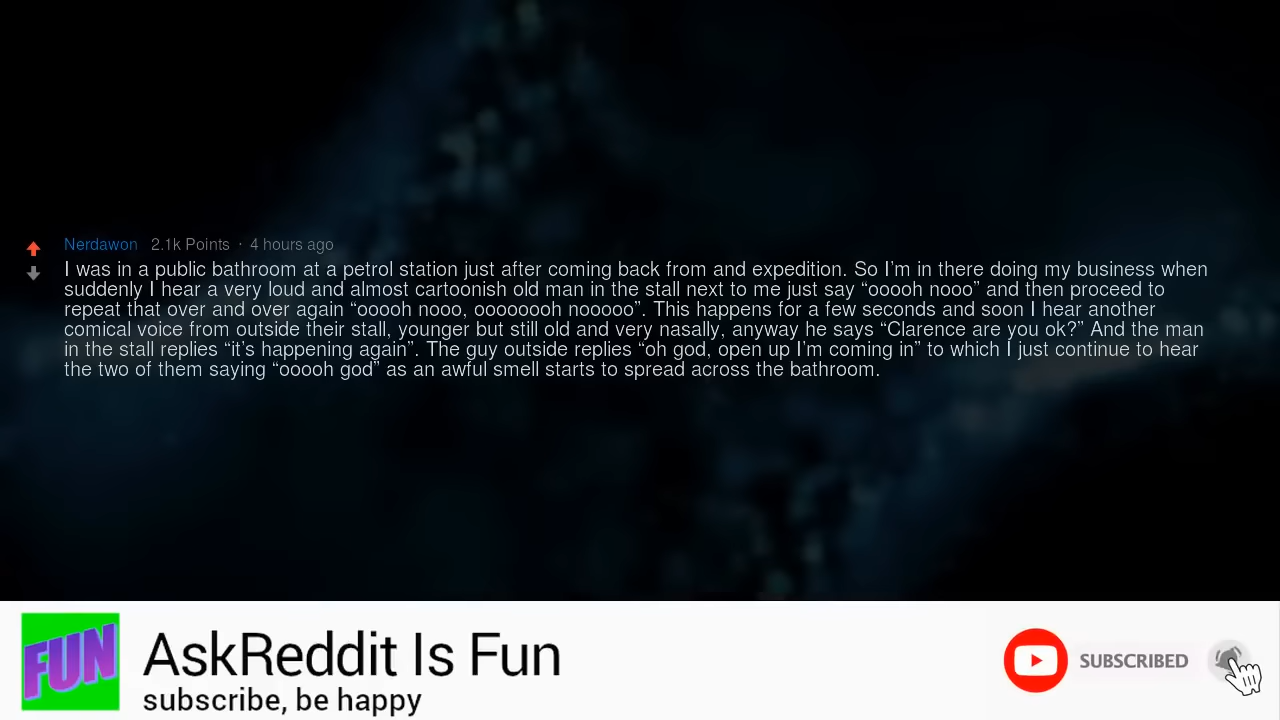 Nerdawon 2.1k Points · 4 hours ago
I was in a public bathroom at a petrol station just after coming back from and expedition. So I’m in there doing my business when
suddenly I hear a very loud and almost cartoonish old man in the stall next to me just say “ooooh nooo” and then proceed to
repeat that over and over again “ooooh nooo, oooooooh nooooo”. This happens for a few seconds and soon I hear another
comical voice from outside their stall, younger but still old and very nasally, anyway he says “Clarence are you ok?” And the man
in the stall replies “it’s happening again”. The guy outside replies “oh god, open up I’m coming in” to which I just continue to hear
the two of them saying “ooooh god” as an awful smell starts to spread across the bathroom.
FUN
AskReddit Is Fun
subscribe, be happy
SUBSCRIBED